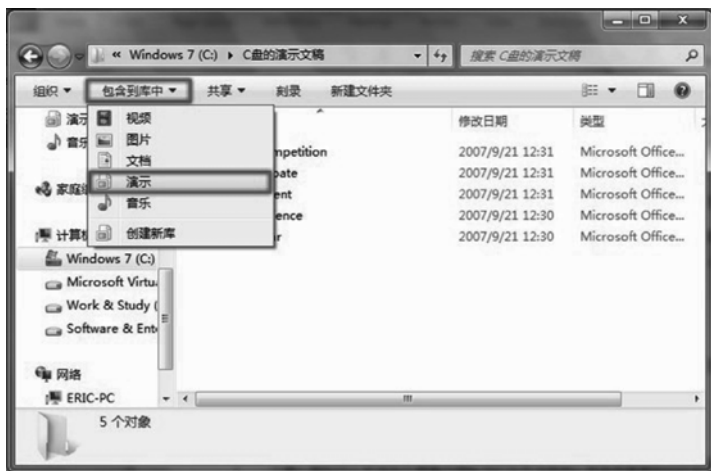 « Windows 7 (C:) ▸ C盘的演示文稿
搜索 C盘的演示文稿
组织 包含到库中 共享 刻录 新建文件夹
演 视频 修改日期 类型
音 图片 mpetition 2007/9/21 12:31 Microsoft Office...
文档 pate 2007/9/21 12:31 Microsoft Office...
家庭 演示 ent 2007/9/21 12:31 Microsoft Office...
音乐 ence 2007/9/21 12:30 Microsoft Office...
计算机 创建新库 r 2007/9/21 12:30 Microsoft Office...
Windows 7 (C:)
Microsoft Virtu
Work & Study (
Software & Ente
网络
ERIC-PC
5 个对象